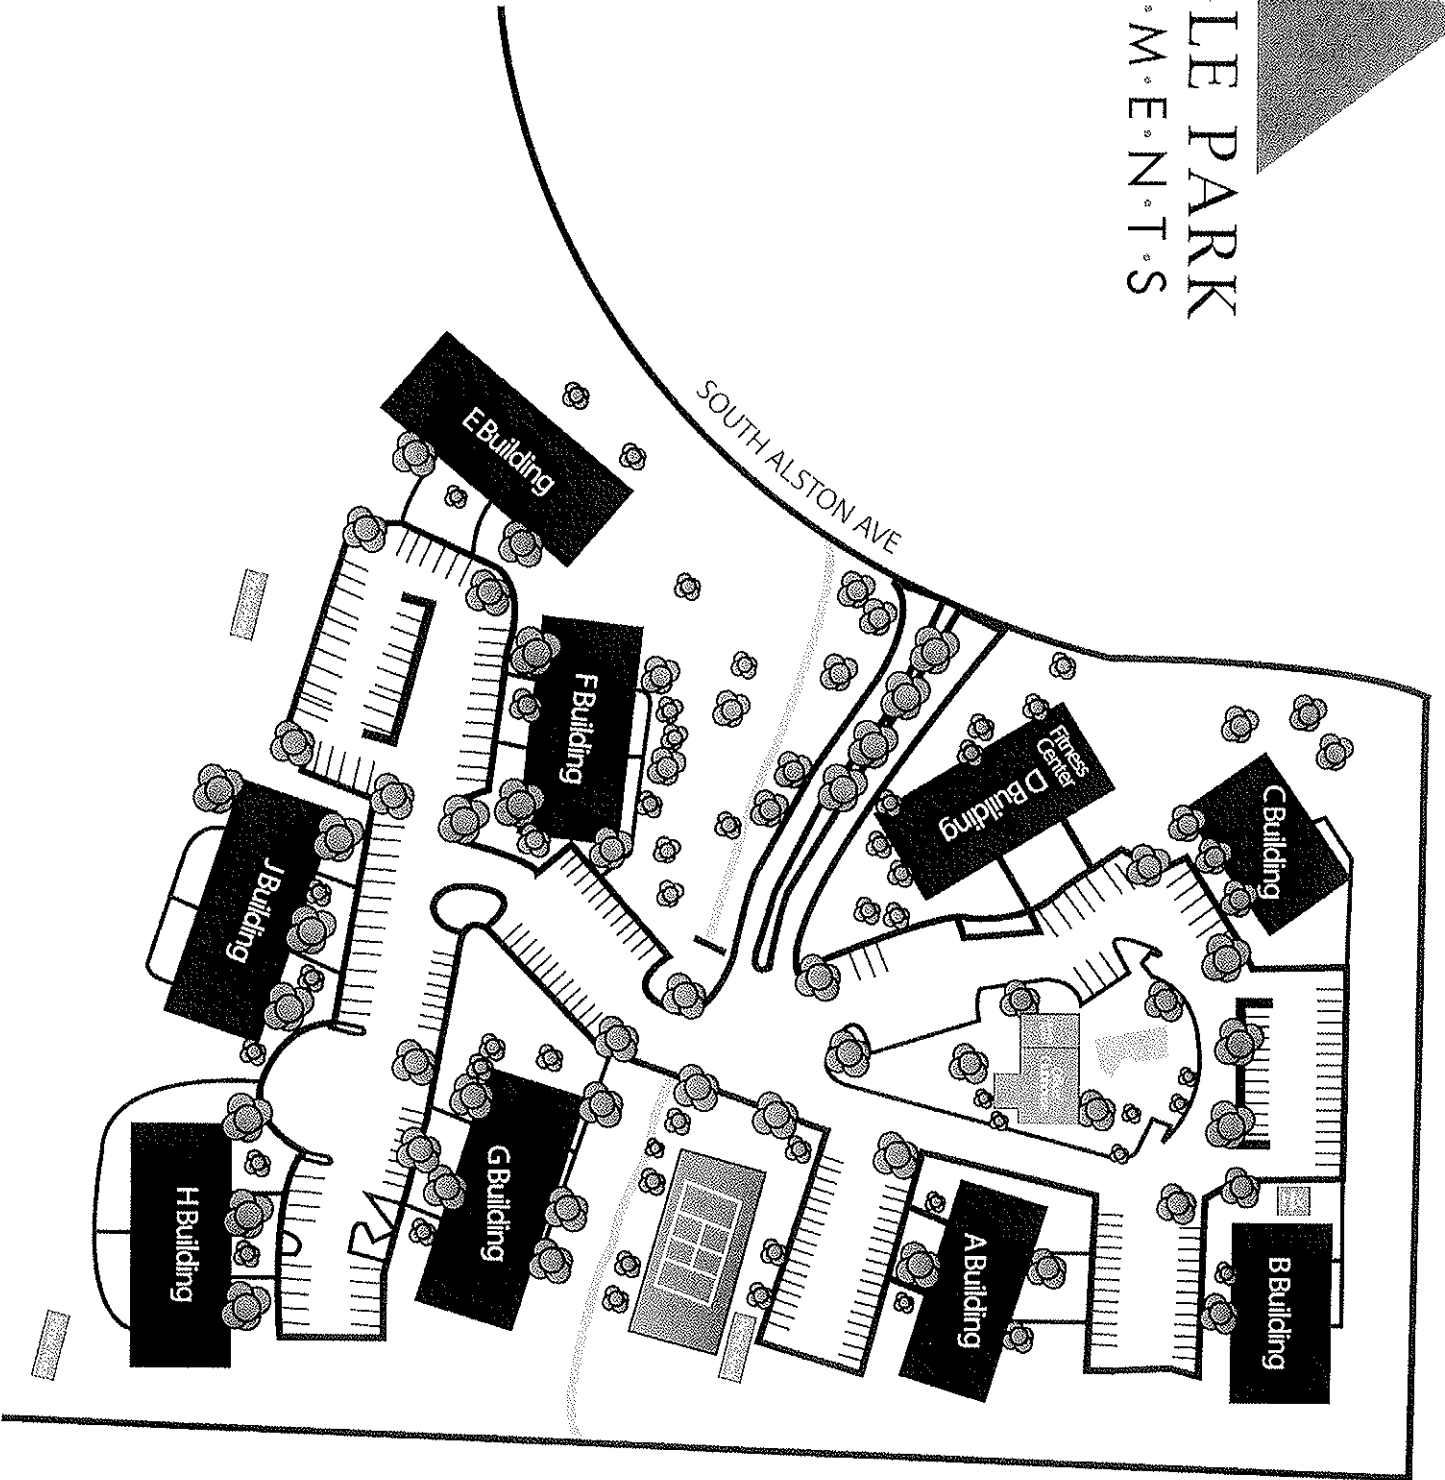 LE PARK
M·E·N·T·S
SOUTH ALSTON AVE
E Building
F Building
Fitness
Center
D Building
C Building
J Building
G Building
H Building
A Building
B Building